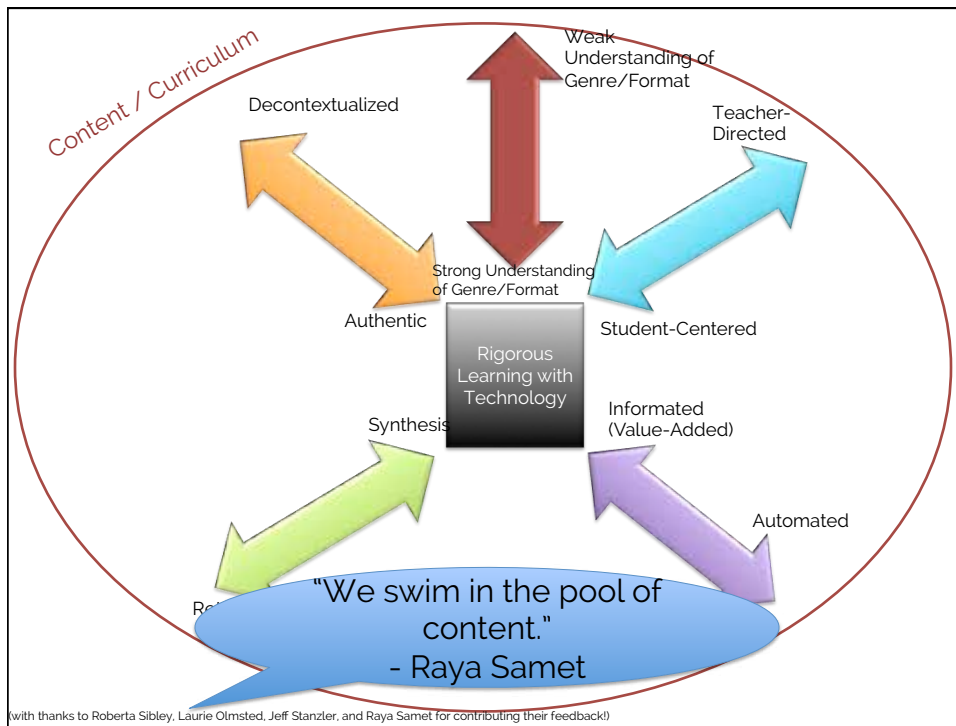 Content / Curriculum
Weak
Understanding of
Genre/Format
Decontextualized
Teacher-
Directed
Strong Understanding
of Genre/Format
Authentic
Student-Centered
Rigorous
Learning with
Technology
Synthesis
Informated
(Value-Added)
Automated
"We swim in the pool of
content."
- Raya Samet
(with thanks to Roberta Sibley, Laurie Olmsted, Jeff Stanzler, and Raya Samet for contributing their feedback!)